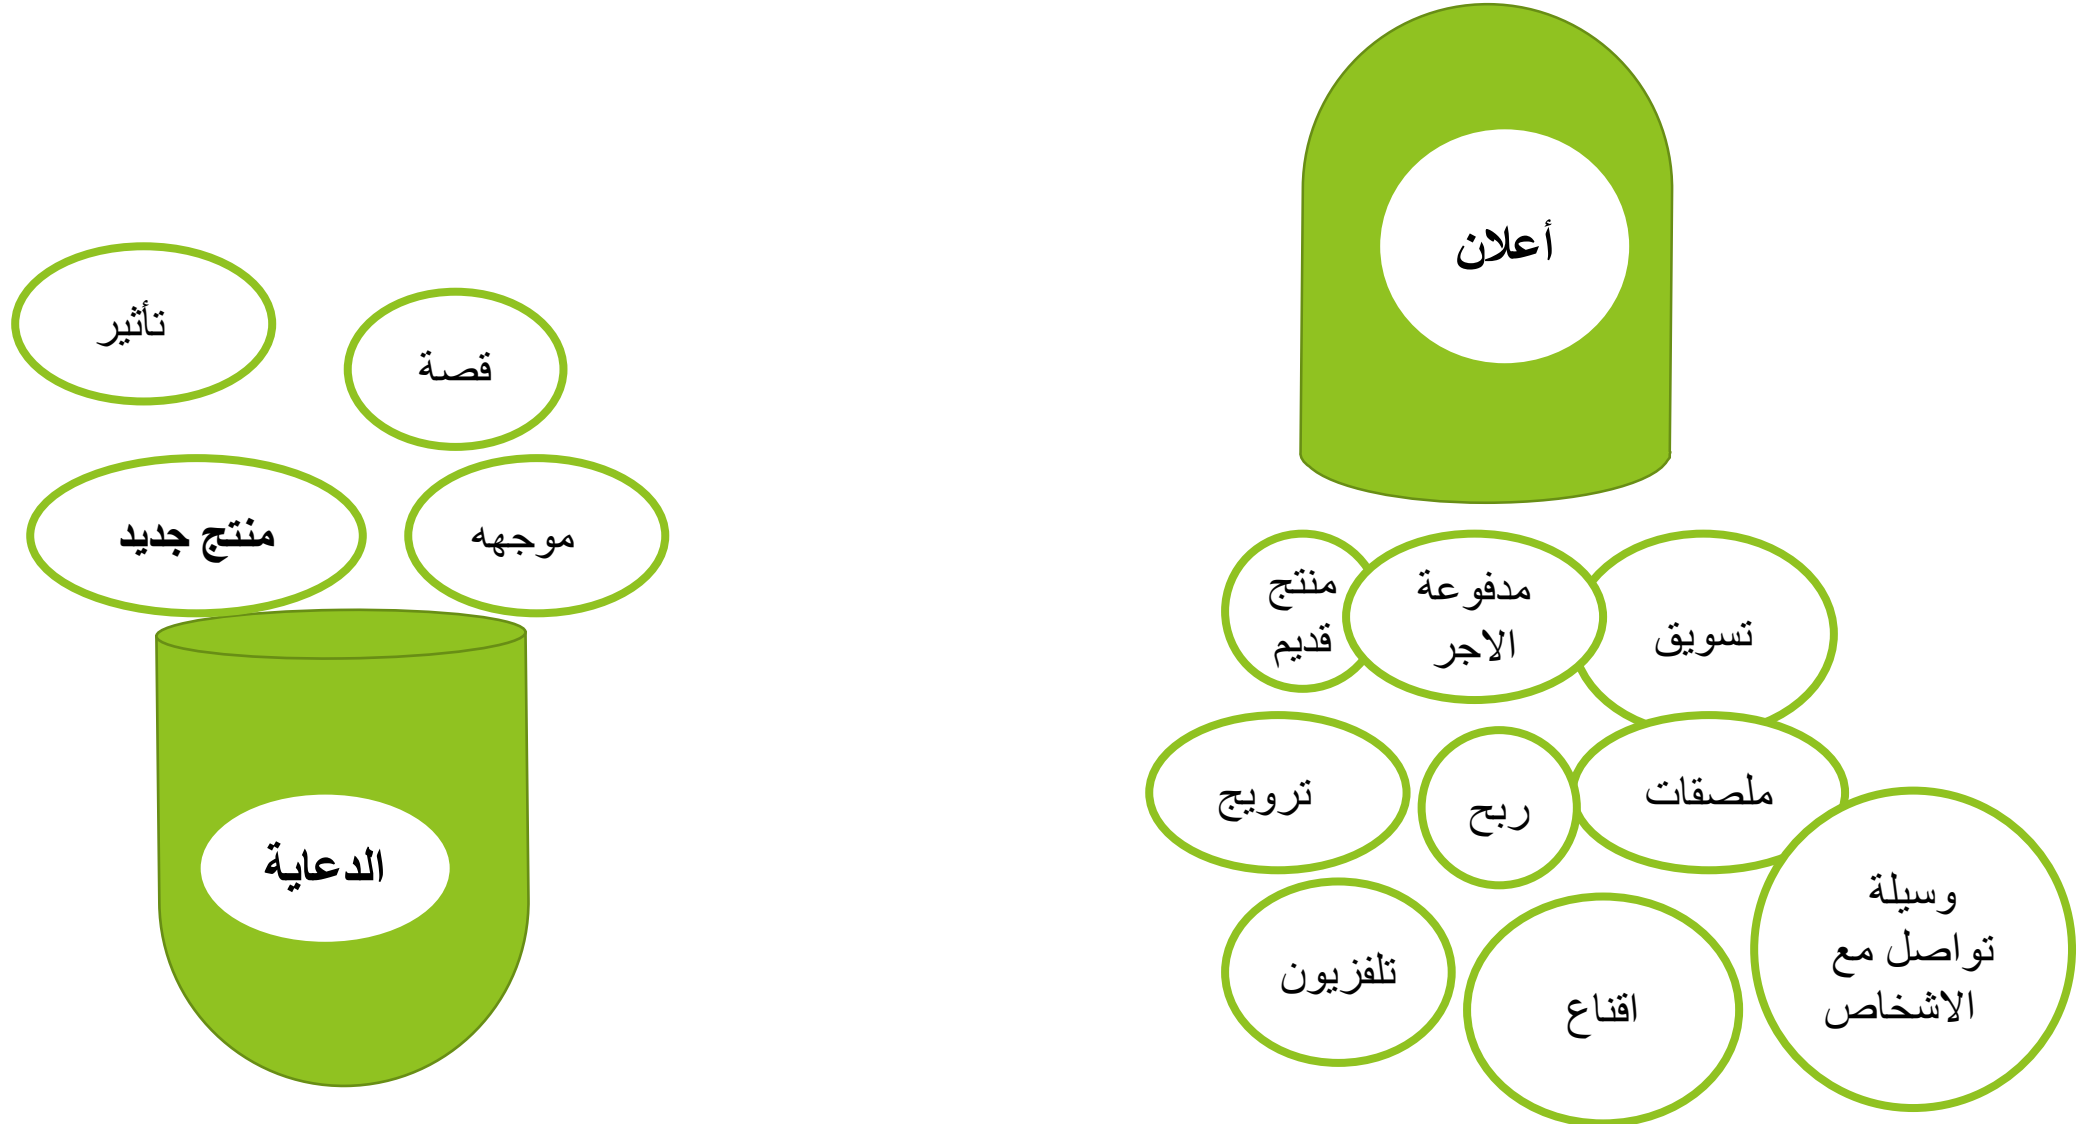 أعلان
منتج
قديم
مدفوعة
الاجر
تسويق
ترويج
ربح
ملصقات
وسيلة
تواصل مع
الاشخاص
تلفزيون
اقناع
تأثير
قصة
منتج جديد
موجهه
الدعاية